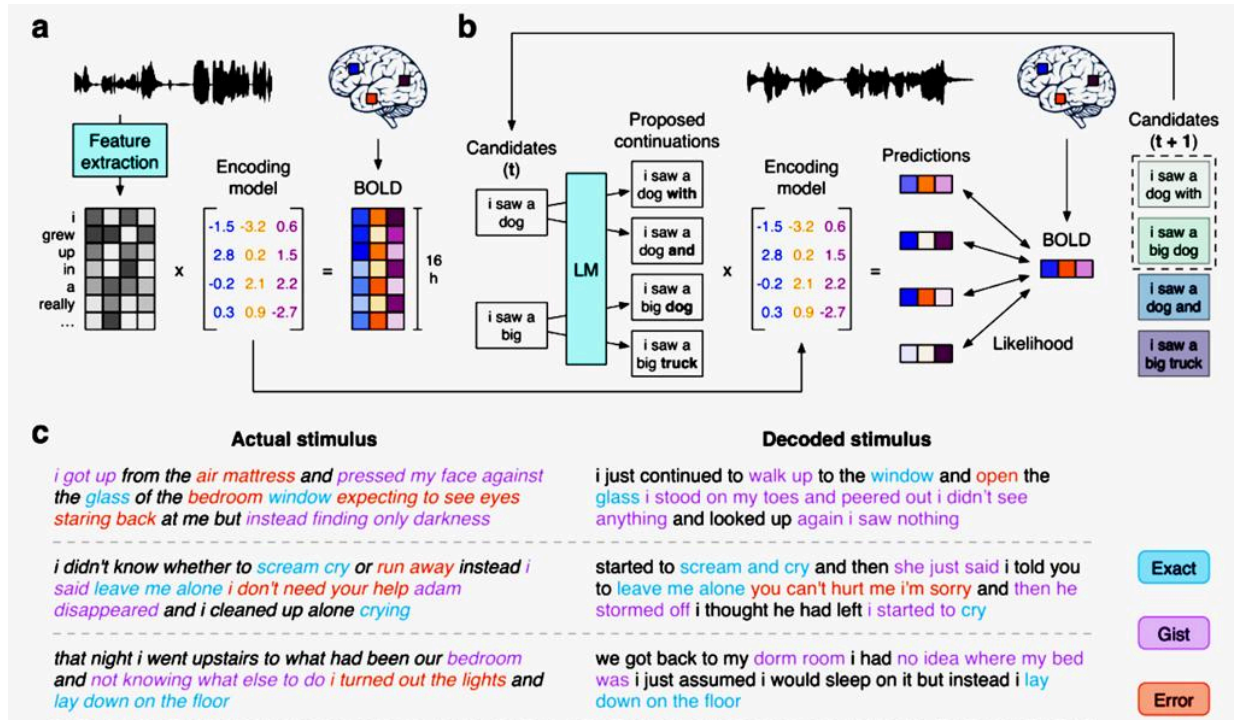 a
Feature
extraction
i
grew
up
in
a
really
...
x
Encoding
model
-1.5 -3.2 0.6
2.8 0.2 1.5
-0.2 2.1 2.2
0.3 0.9 -2.7
=
BOLD
16
h
b
Candidates
(t)
i saw a
dog
i saw a
big
LM
Proposed
continuations
i saw a
dog with
i saw a
dog and
i saw a
big dog
i saw a
big truck
x
Encoding
model
-1.5 -3.2 0.6
2.8 0.2 1.5
-0.2 2.1 2.2
0.3 0.9 -2.7
=
Predictions
BOLD
Likelihood
Candidates
(t + 1)
i saw a
dog with
i saw a
big dog
i saw a
dog and
i saw a
big truck
c
Actual stimulus
i got up from the air mattress and pressed my face against
the glass of the bedroom window expecting to see eyes
staring back at me but instead finding only darkness
i didn't know whether to scream cry or run away instead i
said leave me alone i don't need your help adam
disappeared and i cleaned up alone crying
that night i went upstairs to what had been our bedroom
and not knowing what else to do i turned out the lights and
lay down on the floor
Decoded stimulus
i just continued to walk up to the window and open the
glass i stood on my toes and peered out i didn't see
anything and looked up again i saw nothing
started to scream and cry and then she just said i told you
to leave me alone you can't hurt me i'm sorry and then he
stormed off i thought he had left i started to cry
we got back to my dorm room i had no idea where my bed
was i just assumed i would sleep on it but instead i lay
down on the floor
Exact
Gist
Error